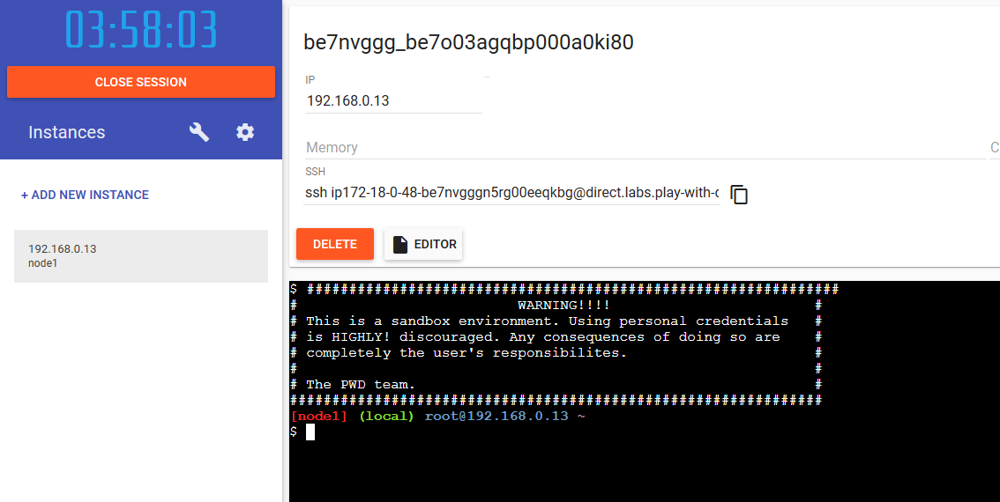 03:58:03
CLOSE SESSION
Instances
+ ADD NEW INSTANCE
192.168.0.13
node1
be7nvggg_be7o03agqbp000a0ki80
IP
192.168.0.13
Memory
C
SSH
ssh ip172-18-0-48-be7nvgggn5rg00eeqkbg@direct.labs.play-with-c
DELETE
EDITOR
$ ###############################################################
# WARNING!!!! #
# This is a sandbox environment. Using personal credentials #
# is HIGHLY! discouraged. Any consequences of doing so are #
# completely the user's responsibilites. #
# #
# The PWD team. #
###############################################################
[node1] (local) root@192.168.0.13 ~
$